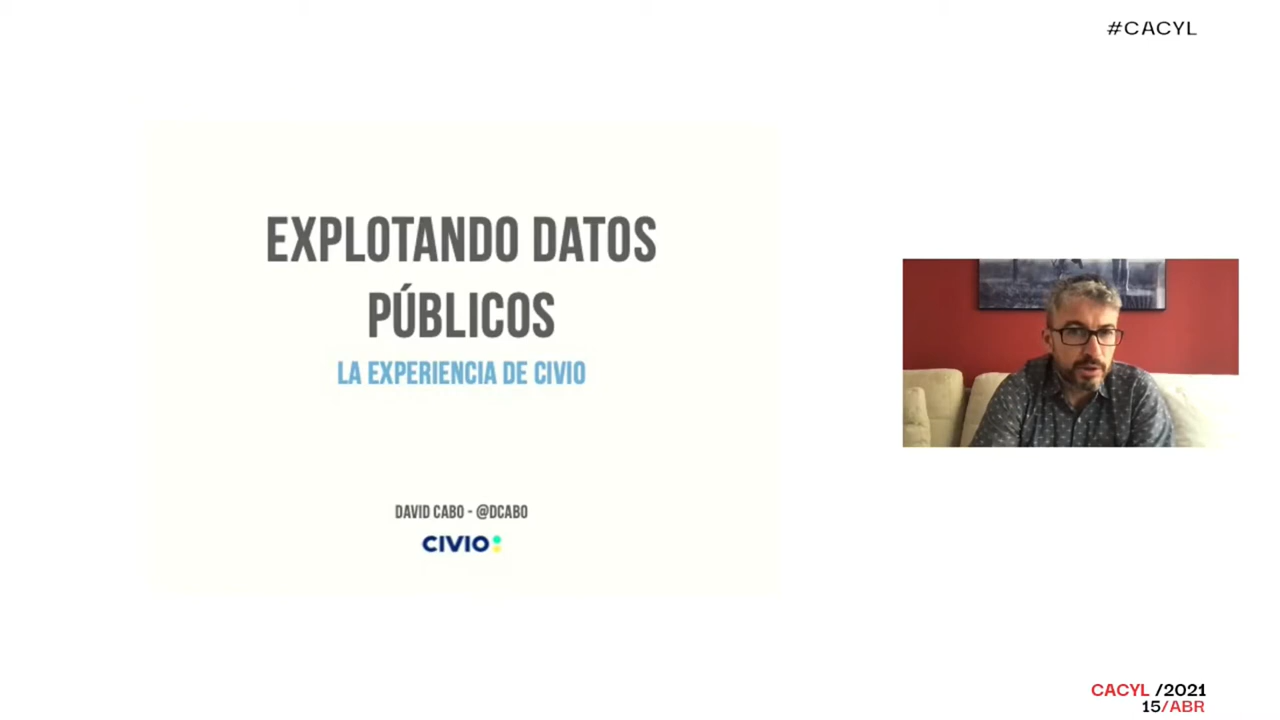 #CACYL
EXPLOTANDO DATOS
PÚBLICOS
LA EXPERIENCIA DE CIVIO
DAVID CABO - @DCABO
CIVIO
CACYL /2021
15/ABR